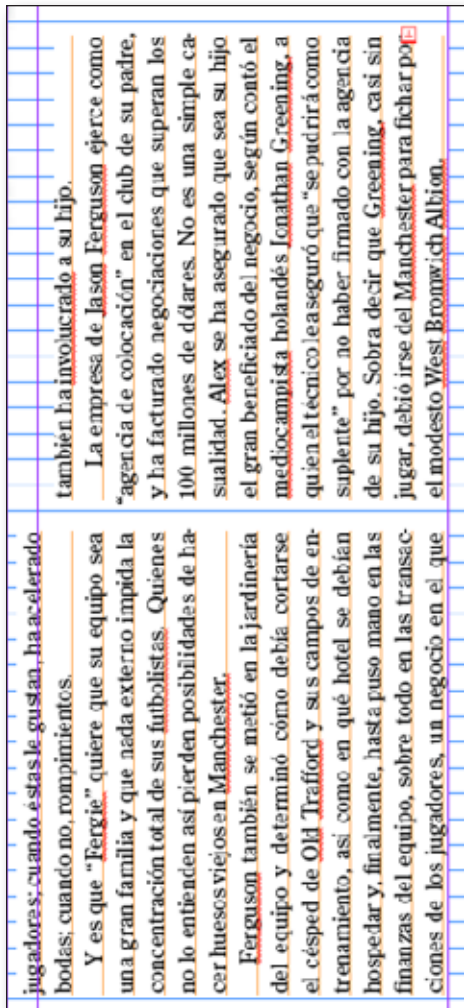 jugadores; cuando éstas le gustan, ha acelerado
bodas; cuando no, rompimientos.
Y es que “Fergie” quiere que su equipo sea
una gran familia y que nada externo impida la
concentración total de sus futbolistas. Quienes
no lo entienden así pierden posibilidades de ha-
cer huesos viejos en Manchester.
Ferguson también se metió en la jardinería
del equipo y determinó cómo debía cortarse
el césped de Old Trafford y sus campos de en-
trenamiento, así como en qué hotel se debían
hospedar y, finalmente, hasta puso mano en las
finanzas del equipo, sobre todo en las transac-
ciones de los jugadores, un negocio en el que
también ha involucrado a su hijo.
La empresa de Jason Ferguson ejerce como
“agencia de colocación” en el club de su padre,
y ha facturado negociaciones que superan los
100 millones de dólares. No es una simple ca-
sualidad. Alex se ha asegurado que sea su hijo
el gran beneficiado del negocio, según contó el
mediocampista holandés Jonathan Greening, a
quien el técnico le aseguró que “se pudrirá como
suplente” por no haber firmado con la agencia
de su hijo. Sobra decir que Greening, casi sin
jugar, debió irse del Manchester para fichar por
el modesto West Bromwich Albion.